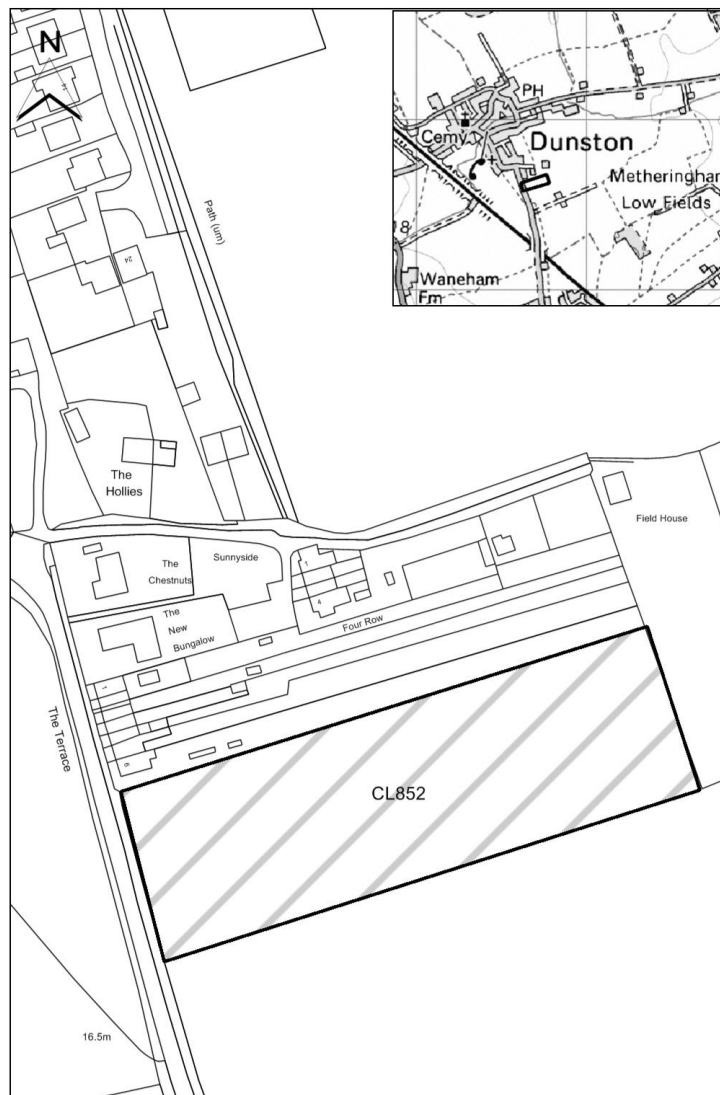 N
PH
Cemy
Dunston
Metheringham
Low Fields
18
Waneham
Fm
Path (um)
24
The
Hollies
Field House
The
Chestnuts
Sunnyside
1
4
The
New
Bungalow
Four Row
1
6
The Terrace
CL852
16.5m